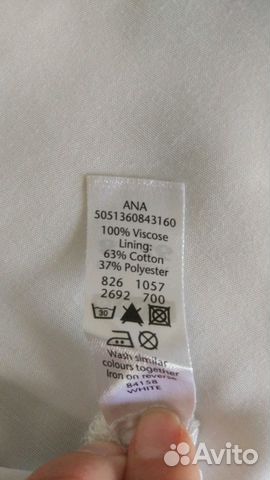 ANA
5051360843160
100% Viscose
Lining:
63% Cotton
37% Polyester
826 1057
2692 700
30
Wash similar
colours together
Iron on reverse
84158
WHITE
Avito